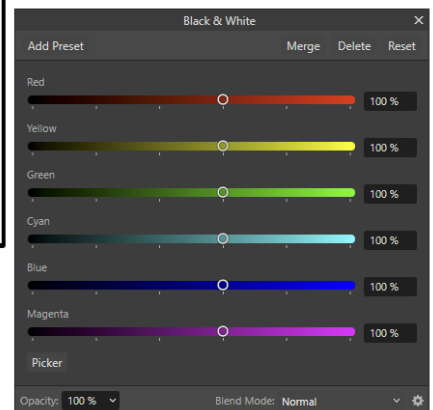 Black & White ×
Add Preset Merge Delete Reset
Red
100 %
Yellow
100 %
Green
100 %
Cyan
100 %
Blue
100 %
Magenta
100 %
Picker
Opacity: 100 % Blend Mode: Normal